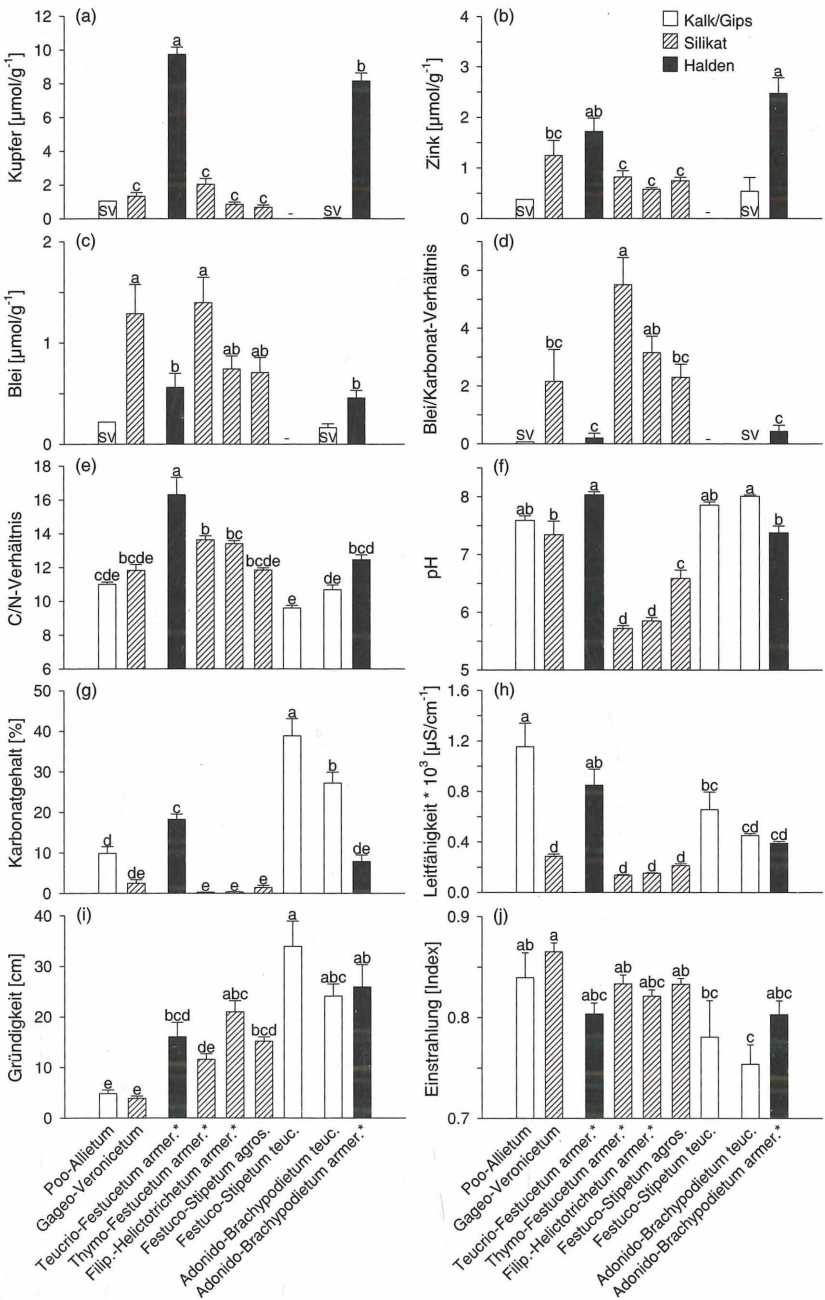 (a)
Kupfer [µmol/g⁻¹]
12
10
8
6
4
2
0
SV
c
a
c
c
c
-
SV
b
(b)
Zink [µmol/g⁻¹]
4
3
2
1
0
Kalk/Gips
Silikat
Halden
SV
bc
ab
c
c
c
-
SV
a
(c)
Blei [µmol/g⁻¹]
2
1
0
SV
a
b
a
ab
ab
-
SV
b
(d)
Blei/Karbonat-Verhältnis
6
4
2
0
SV
bc
c
a
ab
bc
-
SV
c
(e)
C/N-Verhältnis
18
16
14
12
10
8
6
cde
bcde
a
b
bc
bcde
e
de
bcd
(f)
pH
8
7
6
5
ab
b
a
d
d
c
ab
a
b
(g)
Karbonatgehalt [%]
50
40
30
20
10
0
d
de
c
e
e
e
a
b
de
(h)
Leitfähigkeit * 10³ [µS/cm⁻¹]
1.6
1.2
0.8
0.4
0.0
a
d
ab
d
d
d
bc
cd
cd
(i)
Gründigkeit [cm]
40
30
20
10
0
e
e
bcd
de
abc
bcd
a
abc
ab
(j)
Einstrahlung [Index]
0.9
0.8
0.7
ab
a
abc
ab
abc
ab
bc
c
abc
Poo-Allietum
Gageo-Veronicetum
Teucrio-Festucetum armer.*
Thymo-Festucetum armer.*
Filip.-Helictotrichetum armer.*
Festuco-Stipetum agros.
Festuco-Stipetum teuc.
Adonido-Brachypodietum teuc.
Adonido-Brachypodietum armer.*
Poo-Allietum
Gageo-Veronicetum
Teucrio-Festucetum armer.*
Thymo-Festucetum armer.*
Filip.-Helictotrichetum armer.*
Festuco-Stipetum agros.
Festuco-Stipetum teuc.
Adonido-Brachypodietum teuc.
Adonido-Brachypodietum armer.*